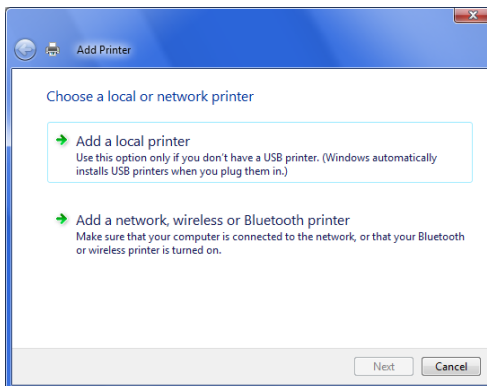 Add Printer
Choose a local or network printer
Add a local printer
Use this option only if you don't have a USB printer. (Windows automatically
installs USB printers when you plug them in.)
Add a network, wireless or Bluetooth printer
Make sure that your computer is connected to the network, or that your Bluetooth
or wireless printer is turned on.
Next
Cancel